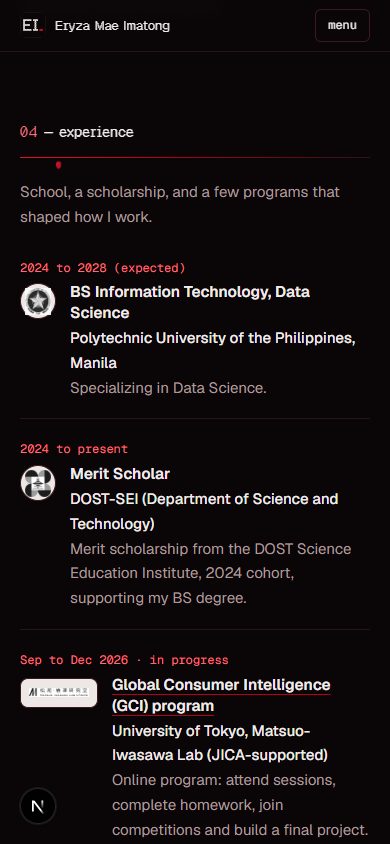 EI. Eryza Mae Imatong
menu
04 — experience
School, a scholarship, and a few programs that
shaped how I work.
2024 to 2028 (expected)
BS Information Technology, Data
Science
Polytechnic University of the Philippines,
Manila
Specializing in Data Science.
2024 to present
Merit Scholar
DOST-SEI (Department of Science and
Technology)
Merit scholarship from the DOST Science
Education Institute, 2024 cohort,
supporting my BS degree.
Sep to Dec 2026 · in progress
Global Consumer Intelligence
(GCI) program
University of Tokyo, Matsuo-
Iwasawa Lab (JICA-supported)
Online program: attend sessions,
complete homework, join
competitions and build a final project.
N